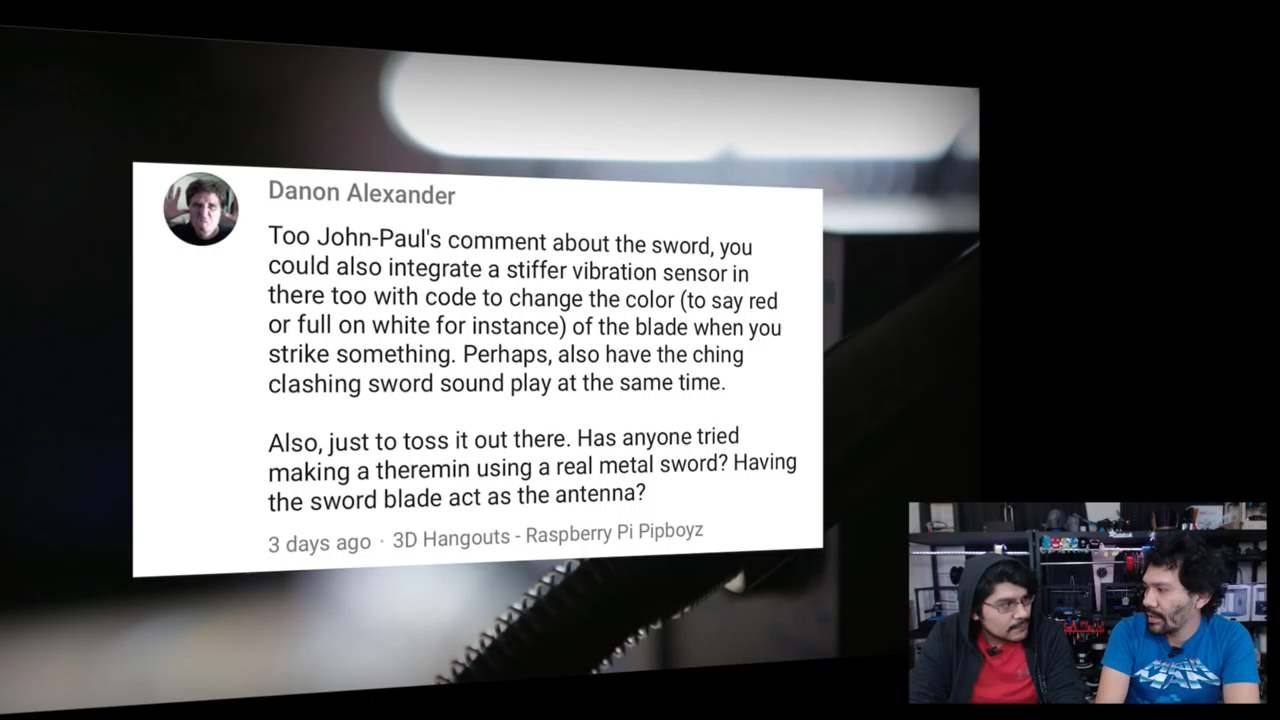 Danon Alexander
Too John-Paul's comment about the sword, you
could also integrate a stiffer vibration sensor in
there too with code to change the color (to say red
or full on white for instance) of the blade when you
strike something. Perhaps, also have the ching
clashing sword sound play at the same time.
Also, just to toss it out there. Has anyone tried
making a theremin using a real metal sword? Having
the sword blade act as the antenna?
3 days ago · 3D Hangouts - Raspberry Pi Pipboyz
MAN